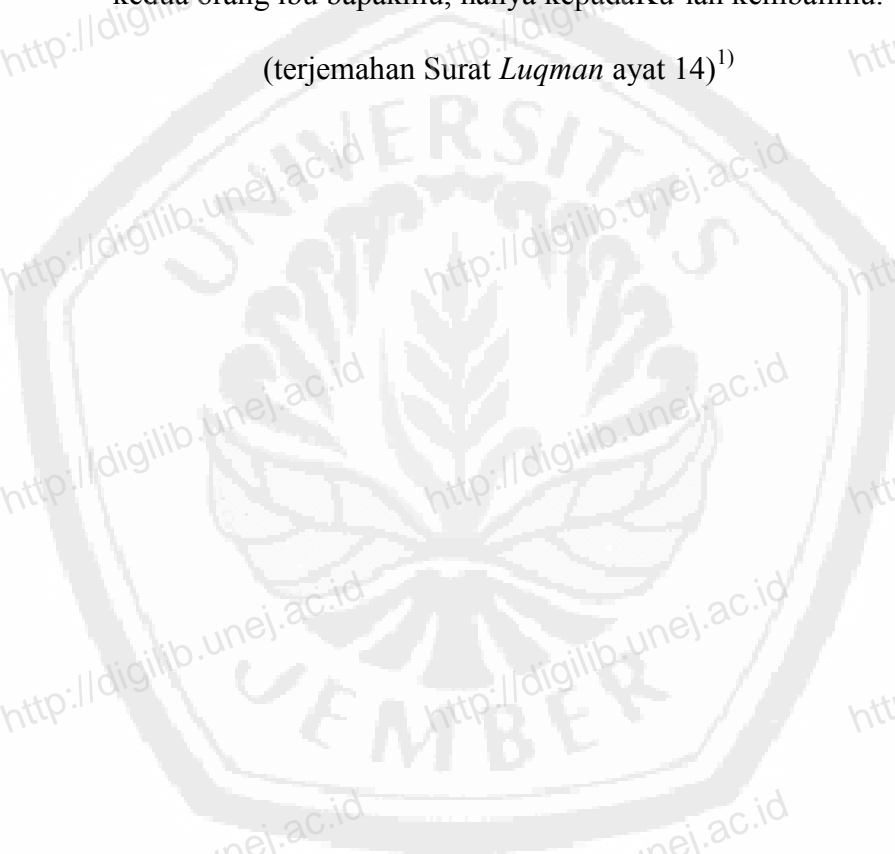 kedua orang ibu bapakmu, hanya kepadaKu-lah kembalimu.
(terjemahan Surat Luqman ayat 14)1)
http://digilib.unej.ac.id
http://digilib.unej.ac.id
UNIVERSITAS
http://digilib.unej.ac.id
http://digilib.unej.ac.id
http://digilib.unej.ac.id
http://digilib.unej.ac.id
http://digilib.unej.ac.id
http://digilib.unej.ac.id
JEMBER